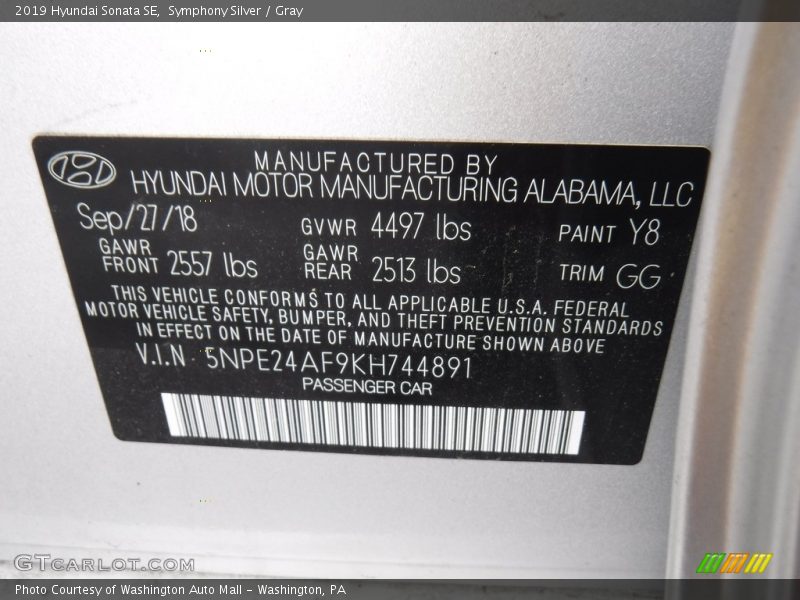 2019 Hyundai Sonata SE,  Symphony Silver / Gray
MANUFACTURED BY
HYUNDAI MOTOR MANUFACTURING ALABAMA, LLC
Sep/27/18 GVWR 4497 lbs PAINT Y8
GAWR FRONT 2557 lbs GAWR REAR 2513 lbs TRIM GG
THIS VEHICLE CONFORMS TO ALL APPLICABLE U.S.A. FEDERAL
MOTOR VEHICLE SAFETY, BUMPER, AND THEFT PREVENTION STANDARDS
IN EFFECT ON THE DATE OF MANUFACTURE SHOWN ABOVE
V.I.N 5NPE24AF9KH744891
PASSENGER CAR
GTCarLot.com
Photo Courtesy of Washington Auto Mall - Washington, PA